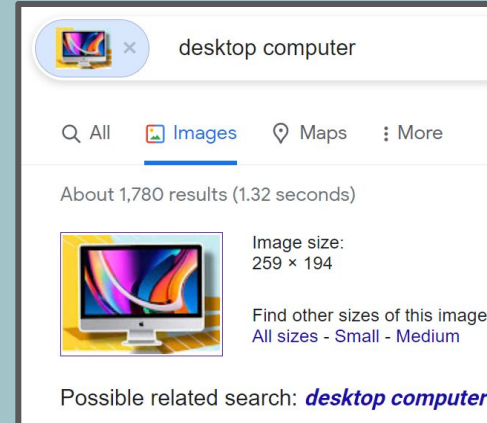 desktop computer
All Images Maps More
About 1,780 results (1.32 seconds)
Image size:
259 × 194
Find other sizes of this image
All sizes - Small - Medium
Possible related search: desktop computer